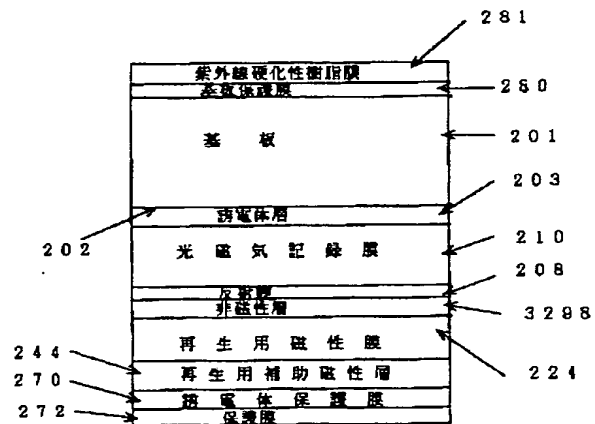 281
紫外線硬化性樹脂膜
280
基板保護膜
基板
201
誘電体層
203
202
光磁気記録膜
210
反射膜
208
非磁性層
3298
再生用磁性膜
224
244
再生用補助磁性層
270
誘電体保護膜
272
保護膜